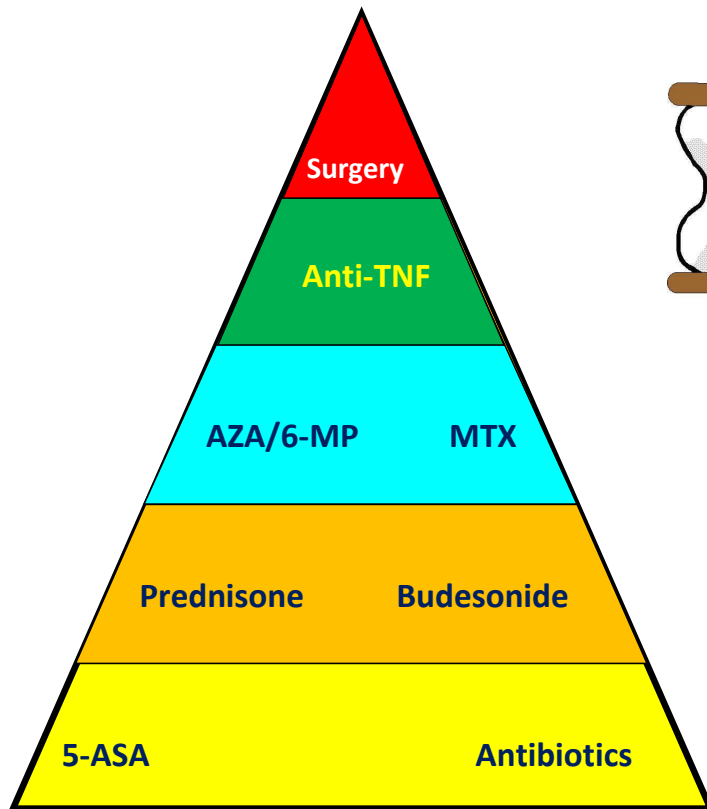 Surgery
Anti-TNF
AZA/6-MP MTX
Prednisone Budesonide
5-ASA Antibiotics